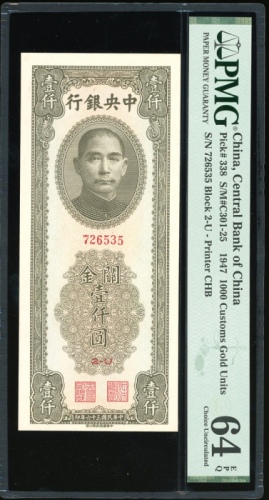 壹仟
壹仟
行銀央中
726535
金關
壹仟圓
2-U
壹仟
壹仟
PMG
PAPER MONEY GUARANTY
China, Central Bank of China
Pick# 338 S/M#C301-25 1947 1000 Customs Gold Units
S/N 726535 Block 2-U - Printer CHB
64 EPQ
Choice Uncirculated